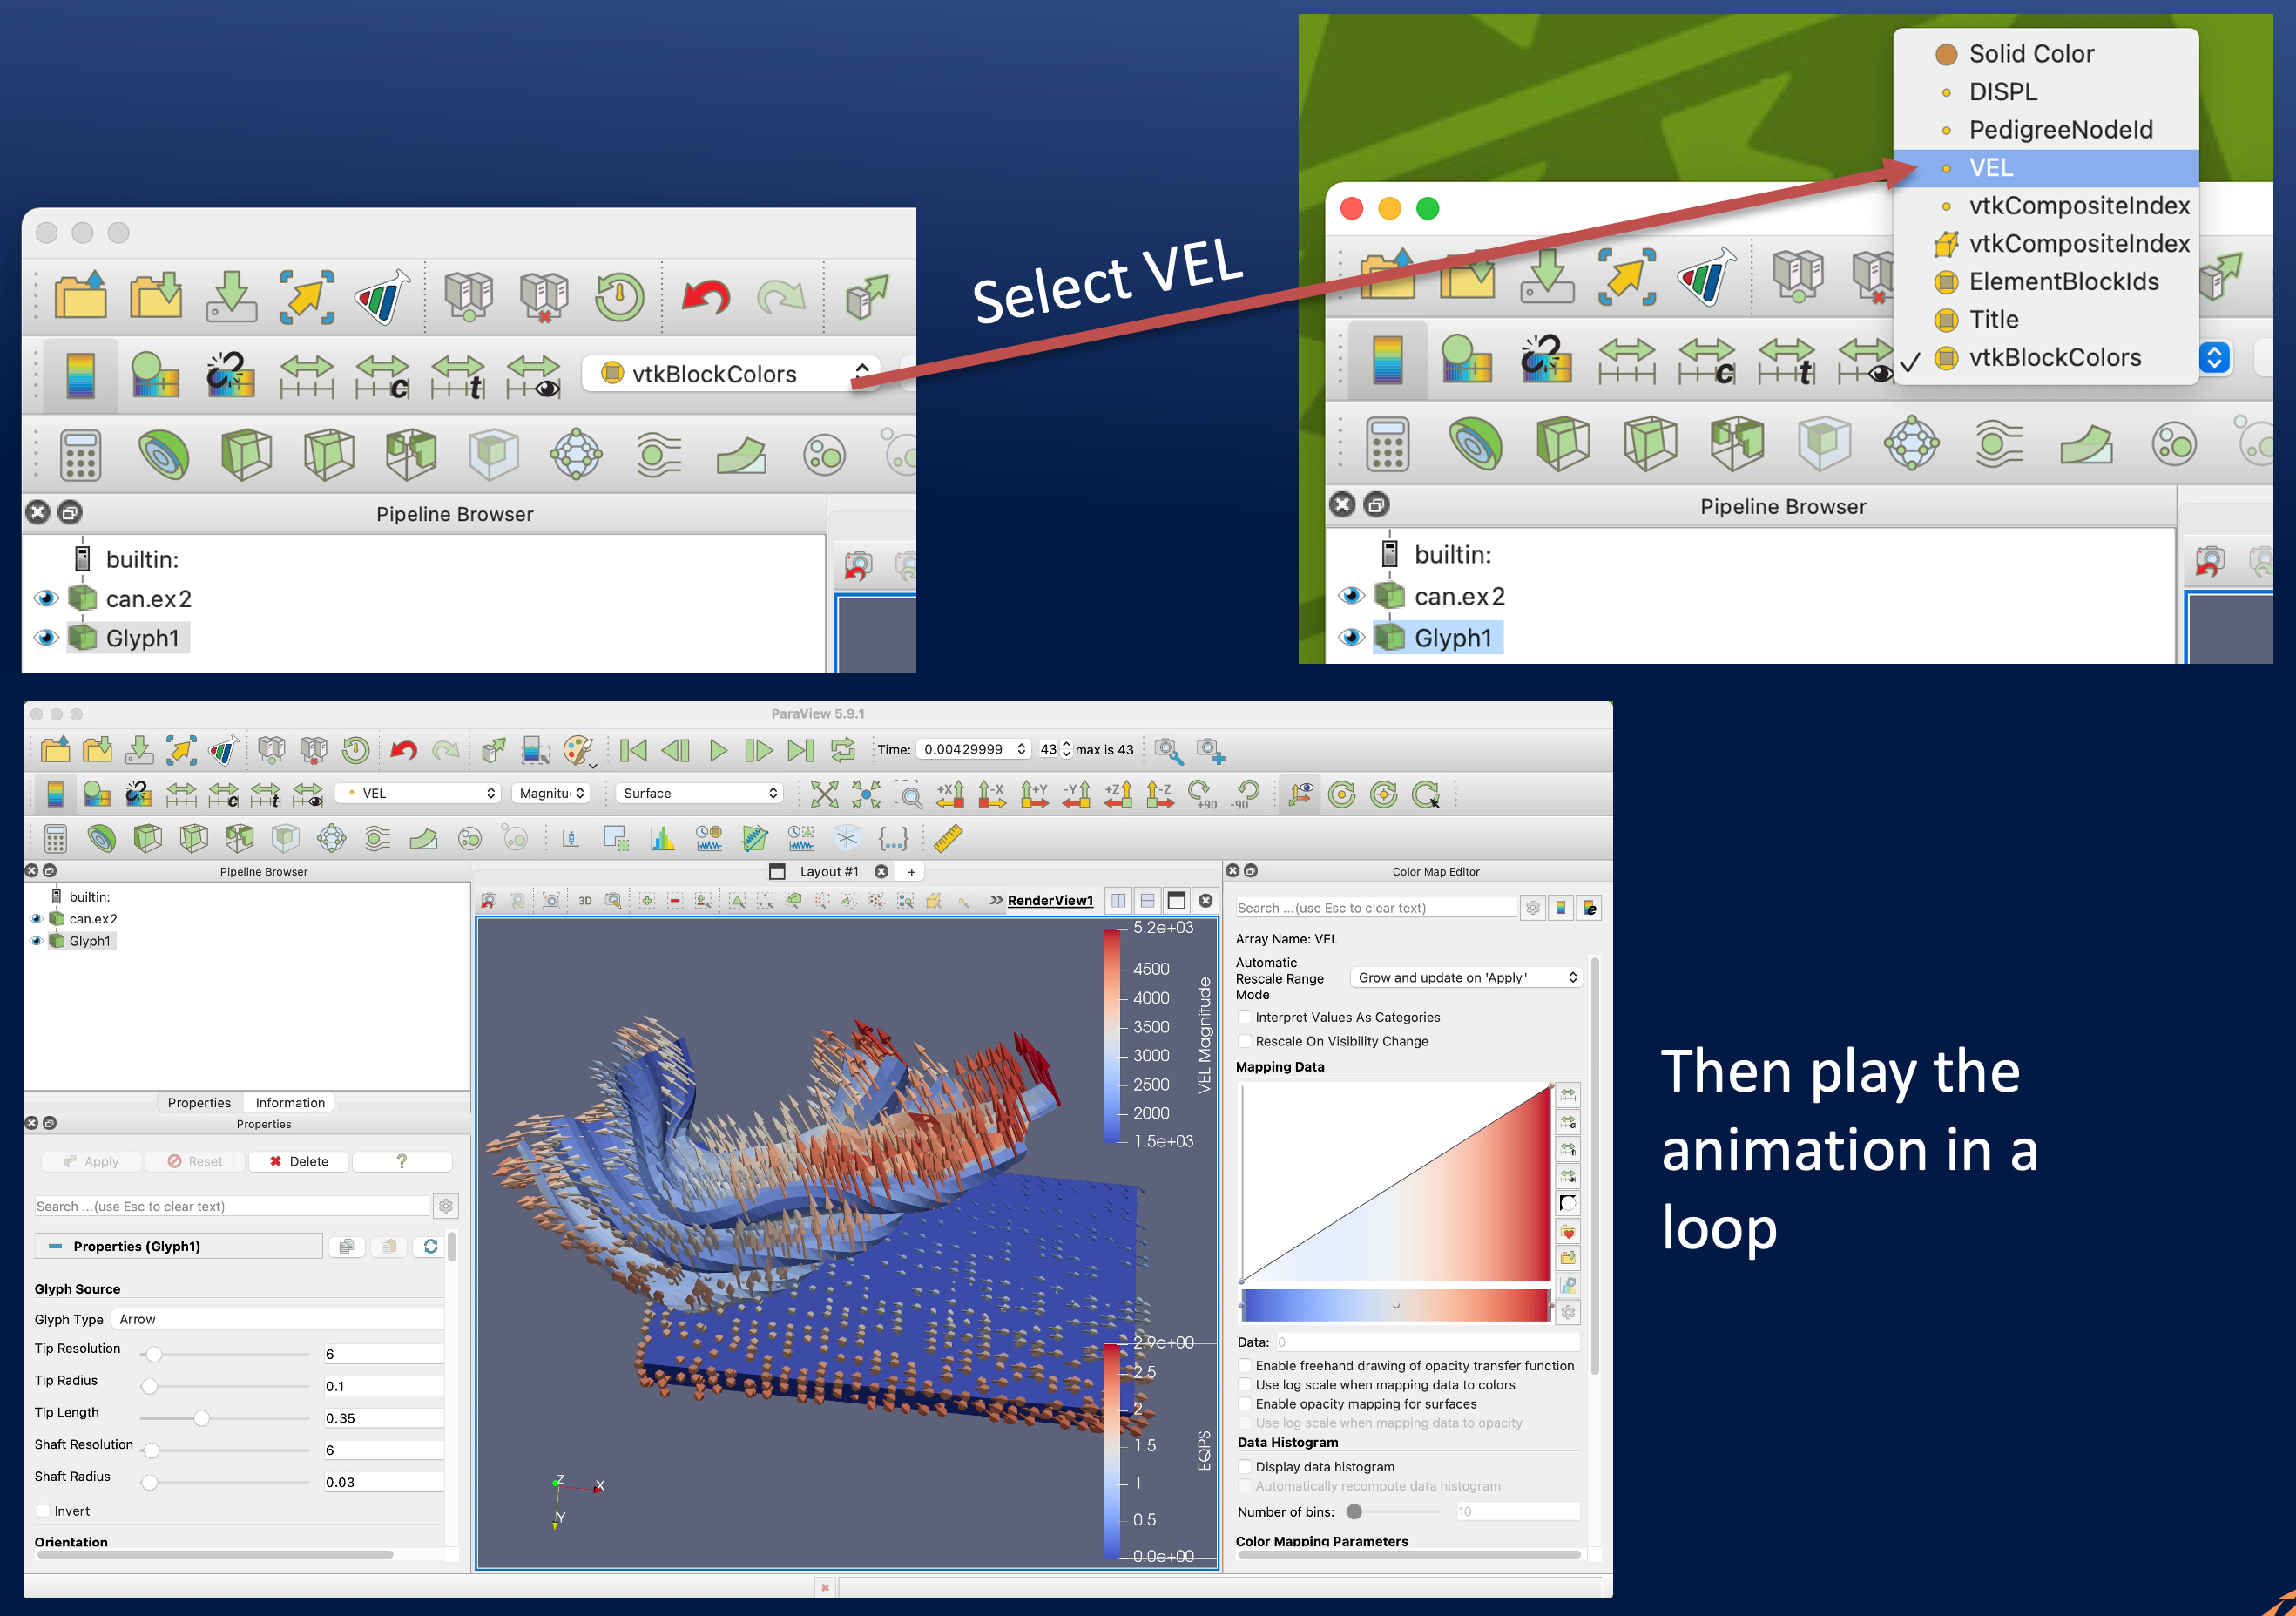 vtkBlockColors
Pipeline Browser
builtin:
can.ex2
Glyph1
Select VEL
Solid Color
DISPL
PedigreeNodeId
VEL
vtkCompositeIndex
vtkCompositeIndex
ElementBlockIds
Title
vtkBlockColors
Pipeline Browser
builtin:
can.ex2
Glyph1
ParaView 5.9.1
Time: 0.00429999 43 max is 43
VEL Magnitu Surface
+X -X +Y -Y +Z -Z +90 -90
Pipeline Browser
builtin:
can.ex2
Glyph1
Properties Information
Properties
Apply Reset Delete ?
Search ...(use Esc to clear text)
Properties (Glyph1)
Glyph Source
Glyph Type Arrow
Tip Resolution 6
Tip Radius 0.1
Tip Length 0.35
Shaft Resolution 6
Shaft Radius 0.03
Invert
Orientation
Layout #1 +
3D RenderView1
5.2e+03
4500
4000
3500
3000
2500
2000
1.5e+03
VEL Magnitude
2.9e+00
2.5
2
1.5
1
0.5
0.0e+00
EQPS
Z
X
Y
Color Map Editor
Search ...(use Esc to clear text)
Array Name: VEL
Automatic
Rescale Range
Mode
Grow and update on 'Apply'
Interpret Values As Categories
Rescale On Visibility Change
Mapping Data
Data: 0
Enable freehand drawing of opacity transfer function
Use log scale when mapping data to colors
Enable opacity mapping for surfaces
Use log scale when mapping data to opacity
Data Histogram
Display data histogram
Automatically recompute data histogram
Number of bins: 10
Color Mapping Parameters
Then play the
animation in a
loop